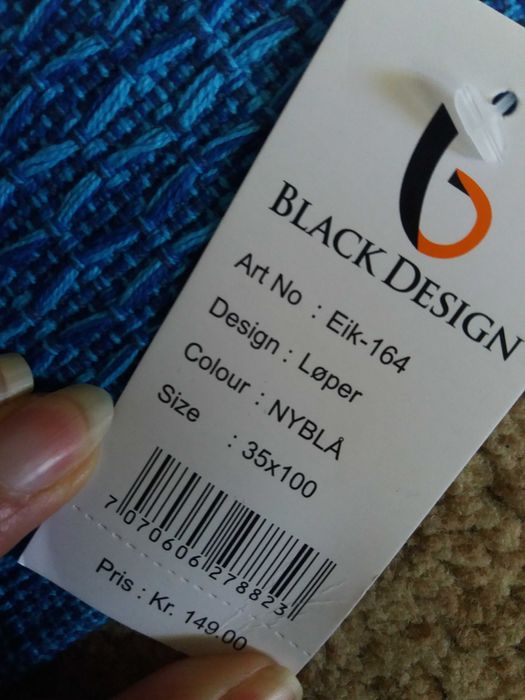 BLACK DESIGN
Art No : Eik-164
Design : Løper
Colour : NYBLÅ
Size : 35x100
7070606278823
Pris : Kr. 149.00